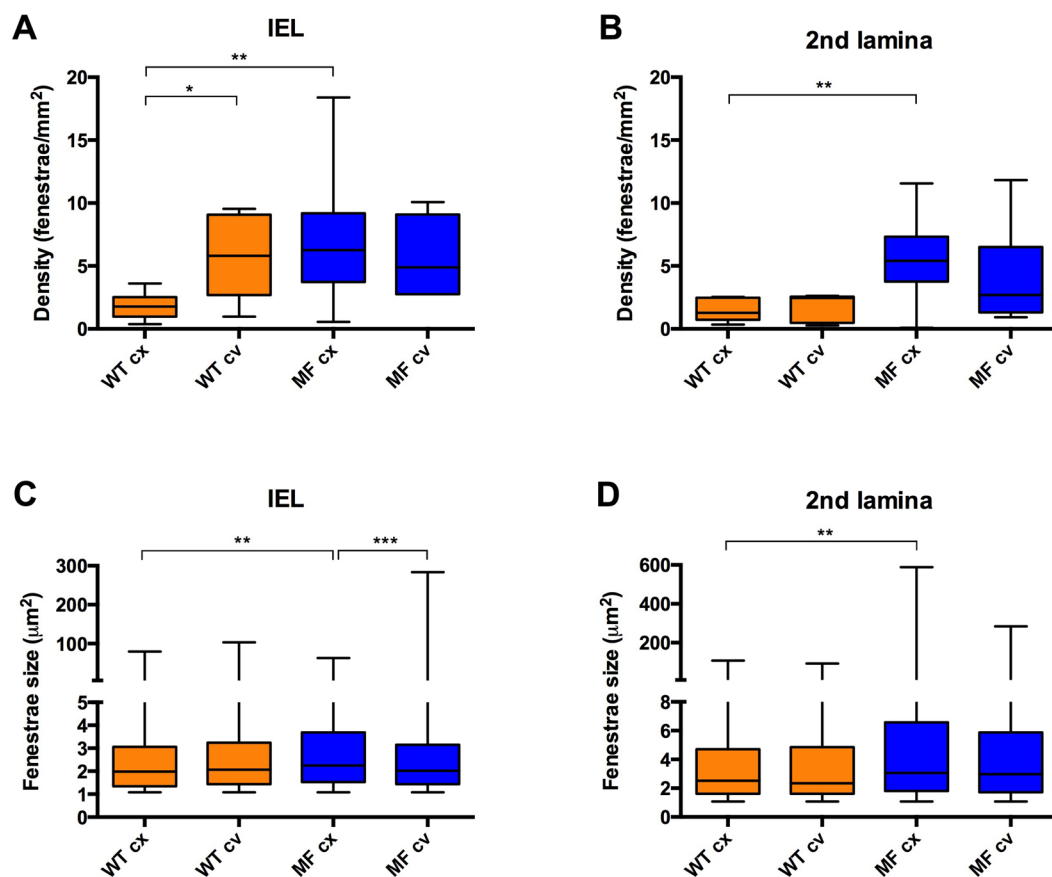 A
IEL
**
*
Density (fenestrae/mm²)
20
15
10
5
0
WT cx
WT cv
MF cx
MF cv
B
2nd lamina
**
Density (fenestrae/mm²)
20
15
10
5
0
WT cx
WT cv
MF cx
MF cv
C
IEL
**
***
Fenestrae size (μm²)
300
200
100
5
4
3
2
1
0
WT cx
WT cv
MF cx
MF cv
D
2nd lamina
**
Fenestrae size (μm²)
600
400
200
8
6
4
2
0
WT cx
WT cv
MF cx
MF cv